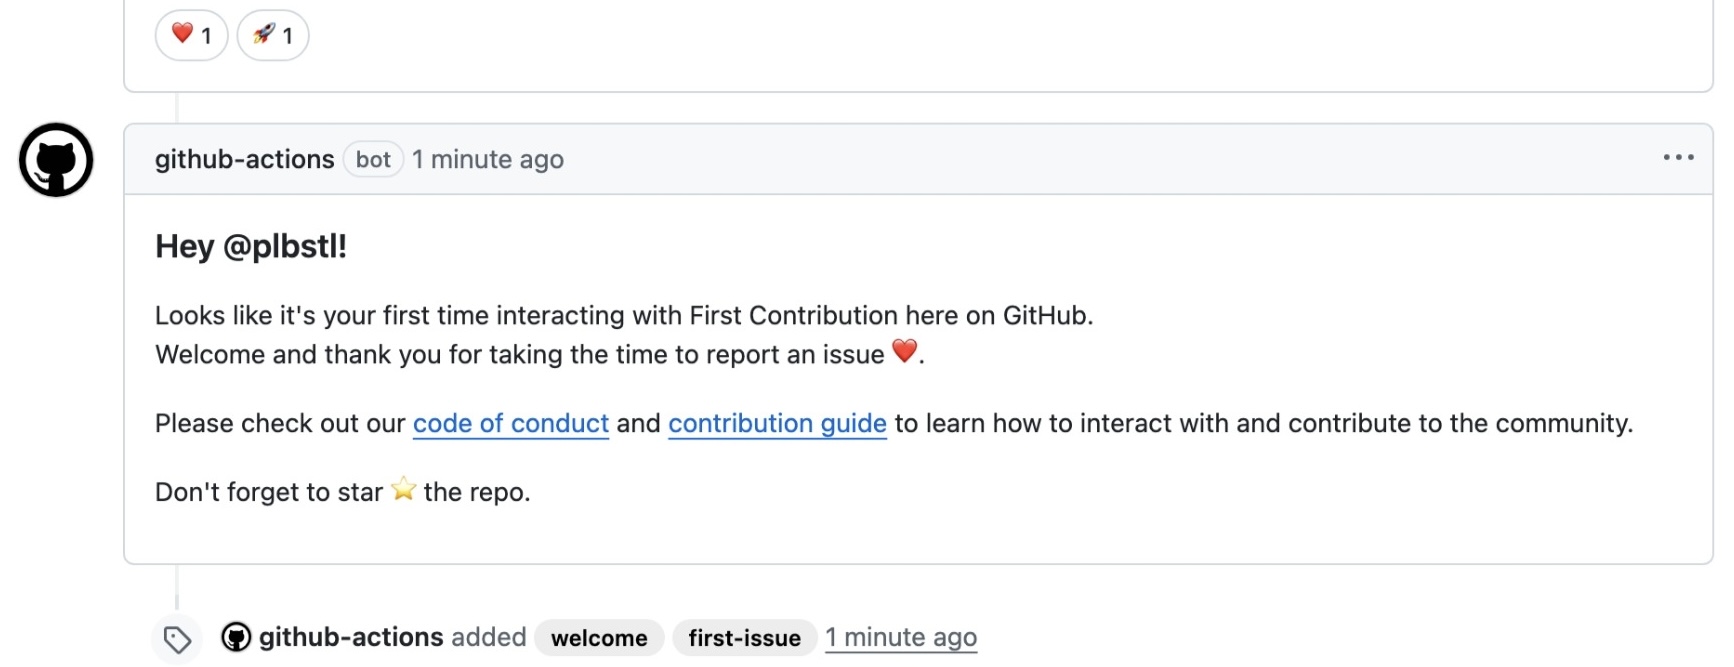 ❤️ 1 🚀 1
github-actions bot 1 minute ago
Hey @plbstl!
Looks like it's your first time interacting with First Contribution here on GitHub.
Welcome and thank you for taking the time to report an issue ❤️.
Please check out our code of conduct and contribution guide to learn how to interact with and contribute to the community.
Don't forget to star ⭐ the repo.
github-actions added welcome first-issue 1 minute ago